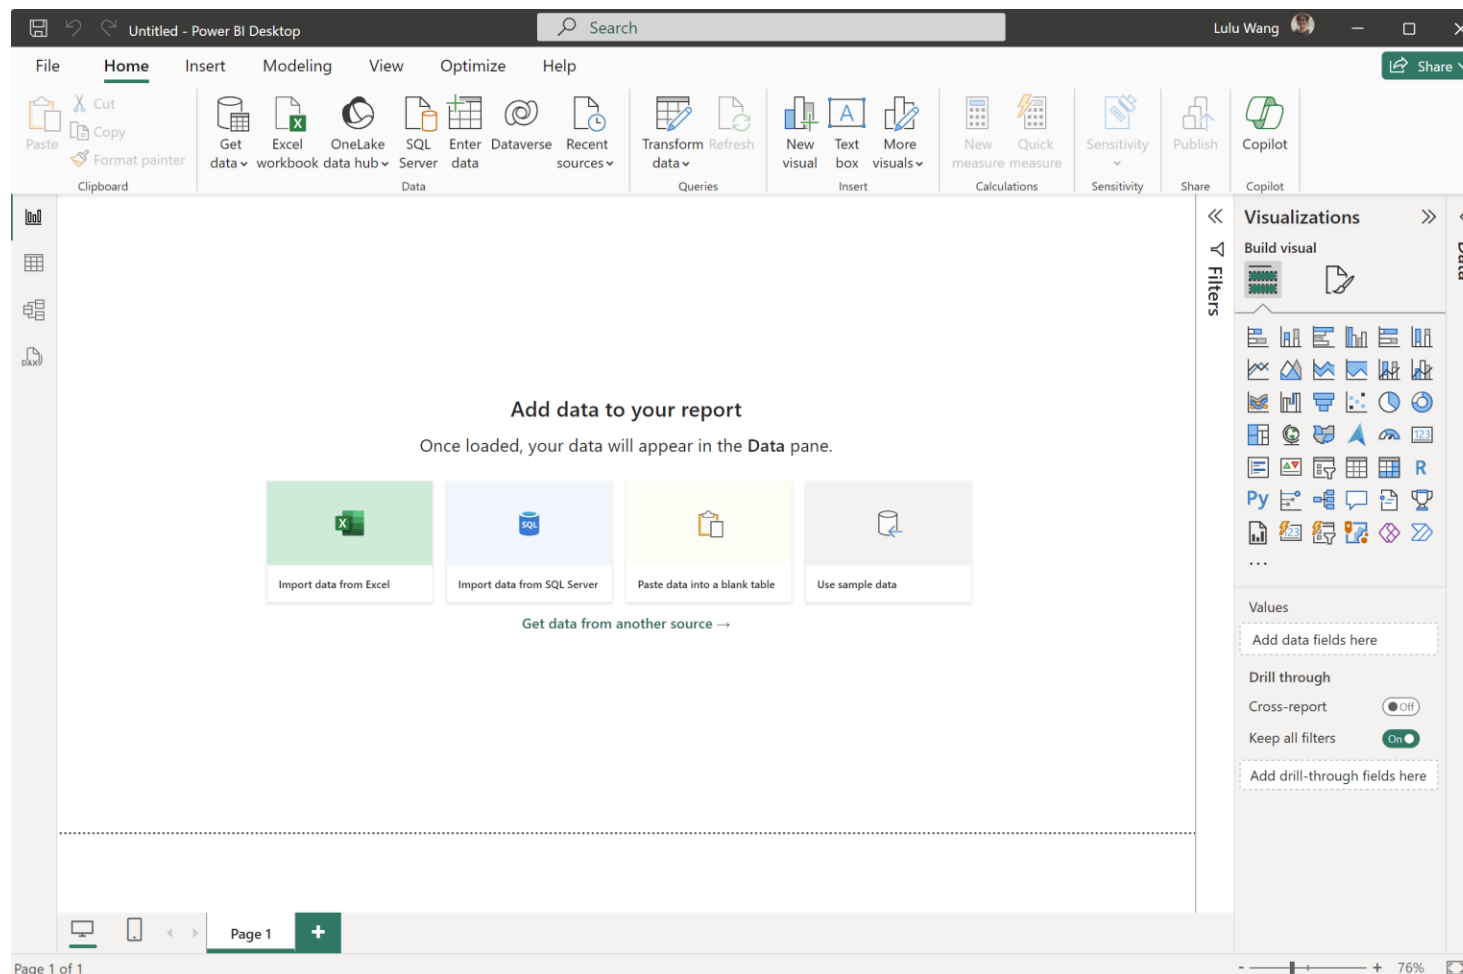 Untitled - Power BI Desktop
Search
Lulu Wang
File Home Insert Modeling View Optimize Help
Share
Paste
Cut
Copy
Format painter
Clipboard
Get data
Excel workbook
OneLake data hub
SQL Server
Enter data
Dataverse
Recent sources
Data
Transform data
Refresh
Queries
New visual
Text box
More visuals
Insert
New measure
Quick measure
Calculations
Sensitivity
Sensitivity
Publish
Share
Copilot
Copilot
DAX
Filters
Visualizations
Build visual
Data
123
R
Py
123
Add data to your report
Once loaded, your data will appear in the Data pane.
SQL
Import data from Excel
Import data from SQL Server
Paste data into a blank table
Use sample data
Get data from another source →
...
Values
Add data fields here
Drill through
Cross-report Off
Keep all filters On
Add drill-through fields here
Page 1
+
Page 1 of 1
- + 76%